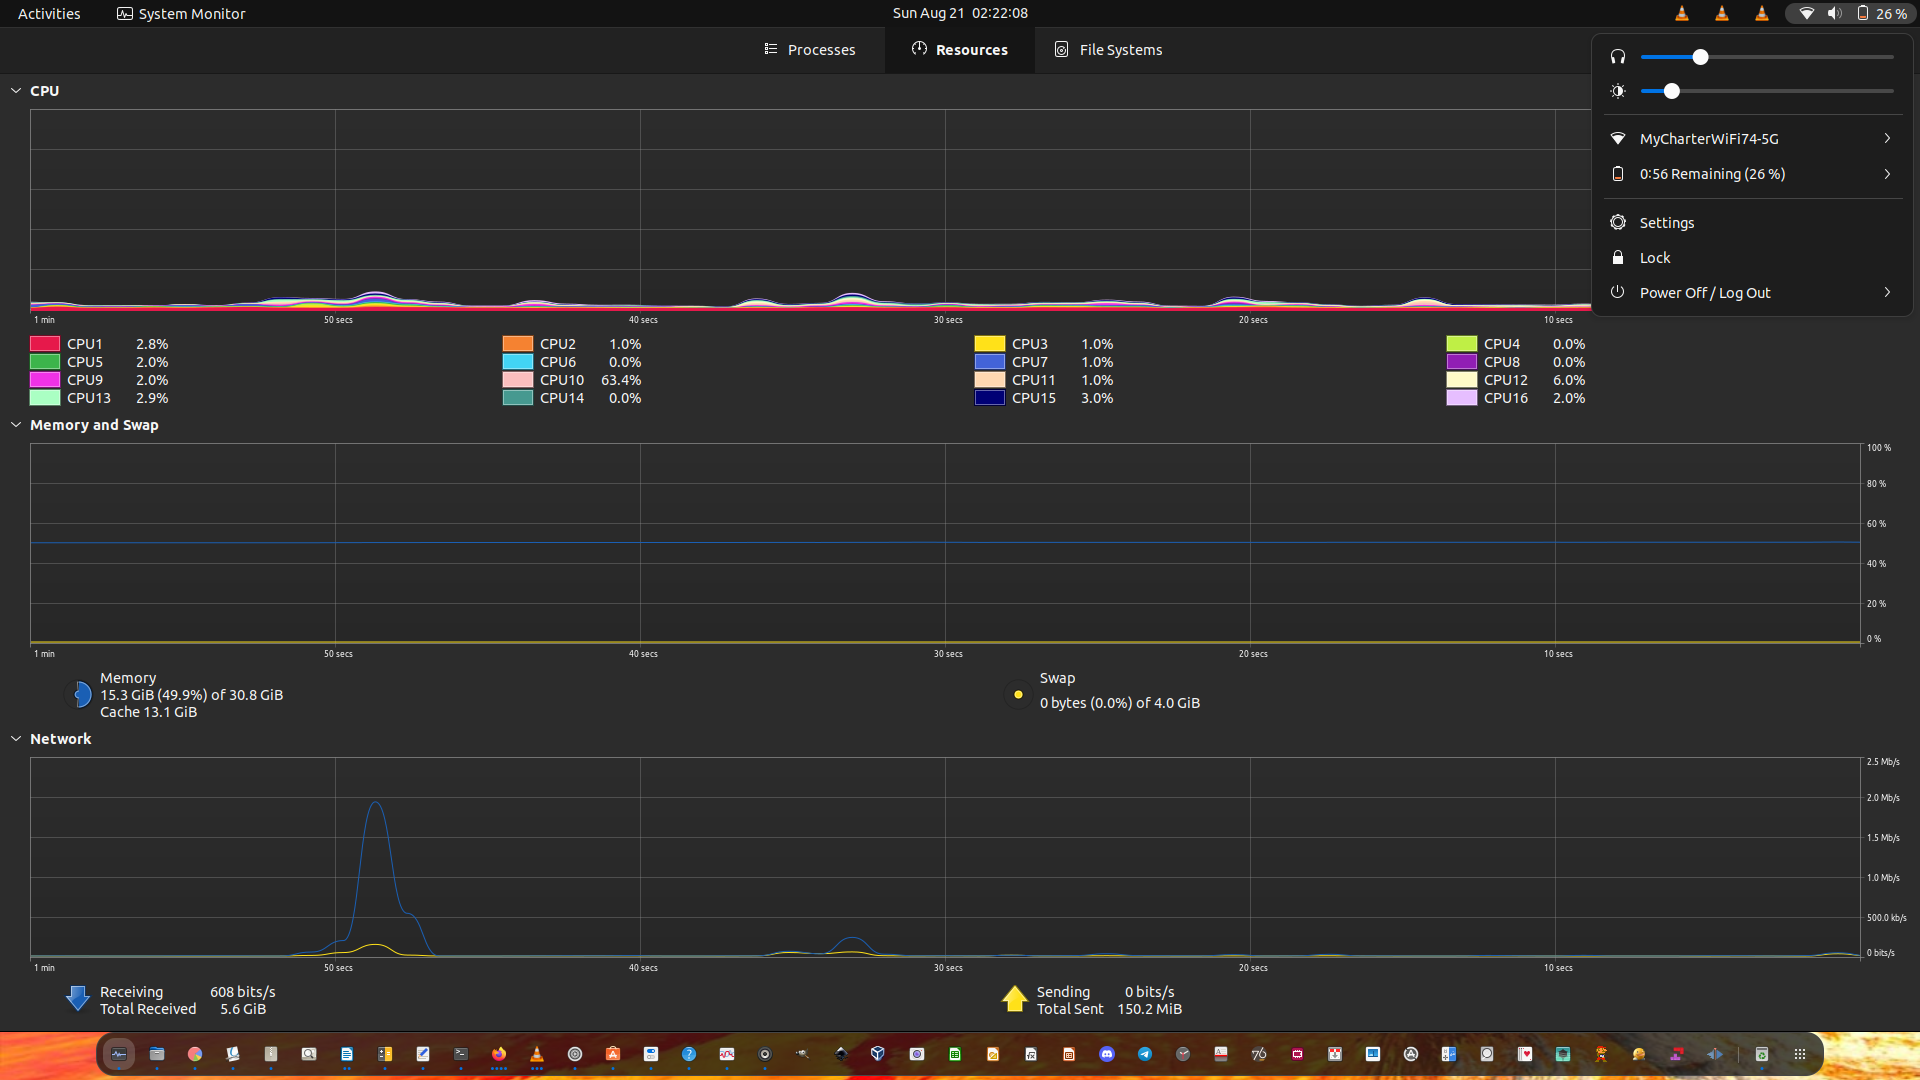 Activities
System Monitor
Sun Aug 21 02:22:08
26 %
Processes
Resources
File Systems
MyCharterWiFi74-5G
0:56 Remaining (26 %)
Settings
Lock
Power Off / Log Out
CPU
1 min 50 secs 40 secs 30 secs 20 secs 10 secs
CPU1 2.8% CPU2 1.0% CPU3 1.0% CPU4 0.0%
CPU5 2.0% CPU6 0.0% CPU7 1.0% CPU8 0.0%
CPU9 2.0% CPU10 63.4% CPU11 1.0% CPU12 6.0%
CPU13 2.9% CPU14 0.0% CPU15 3.0% CPU16 2.0%
Memory and Swap
100 %
80 %
60 %
40 %
20 %
0 %
1 min 50 secs 40 secs 30 secs 20 secs 10 secs
Memory
15.3 GiB (49.9%) of 30.8 GiB
Cache 13.1 GiB
Swap
0 bytes (0.0%) of 4.0 GiB
Network
2.5 Mb/s
2.0 Mb/s
1.5 Mb/s
1.0 Mb/s
500.0 kb/s
0 bits/s
1 min 50 secs 40 secs 30 secs 20 secs 10 secs
Receiving 608 bits/s
Total Received 5.6 GiB
Sending 0 bits/s
Total Sent 150.2 MiB